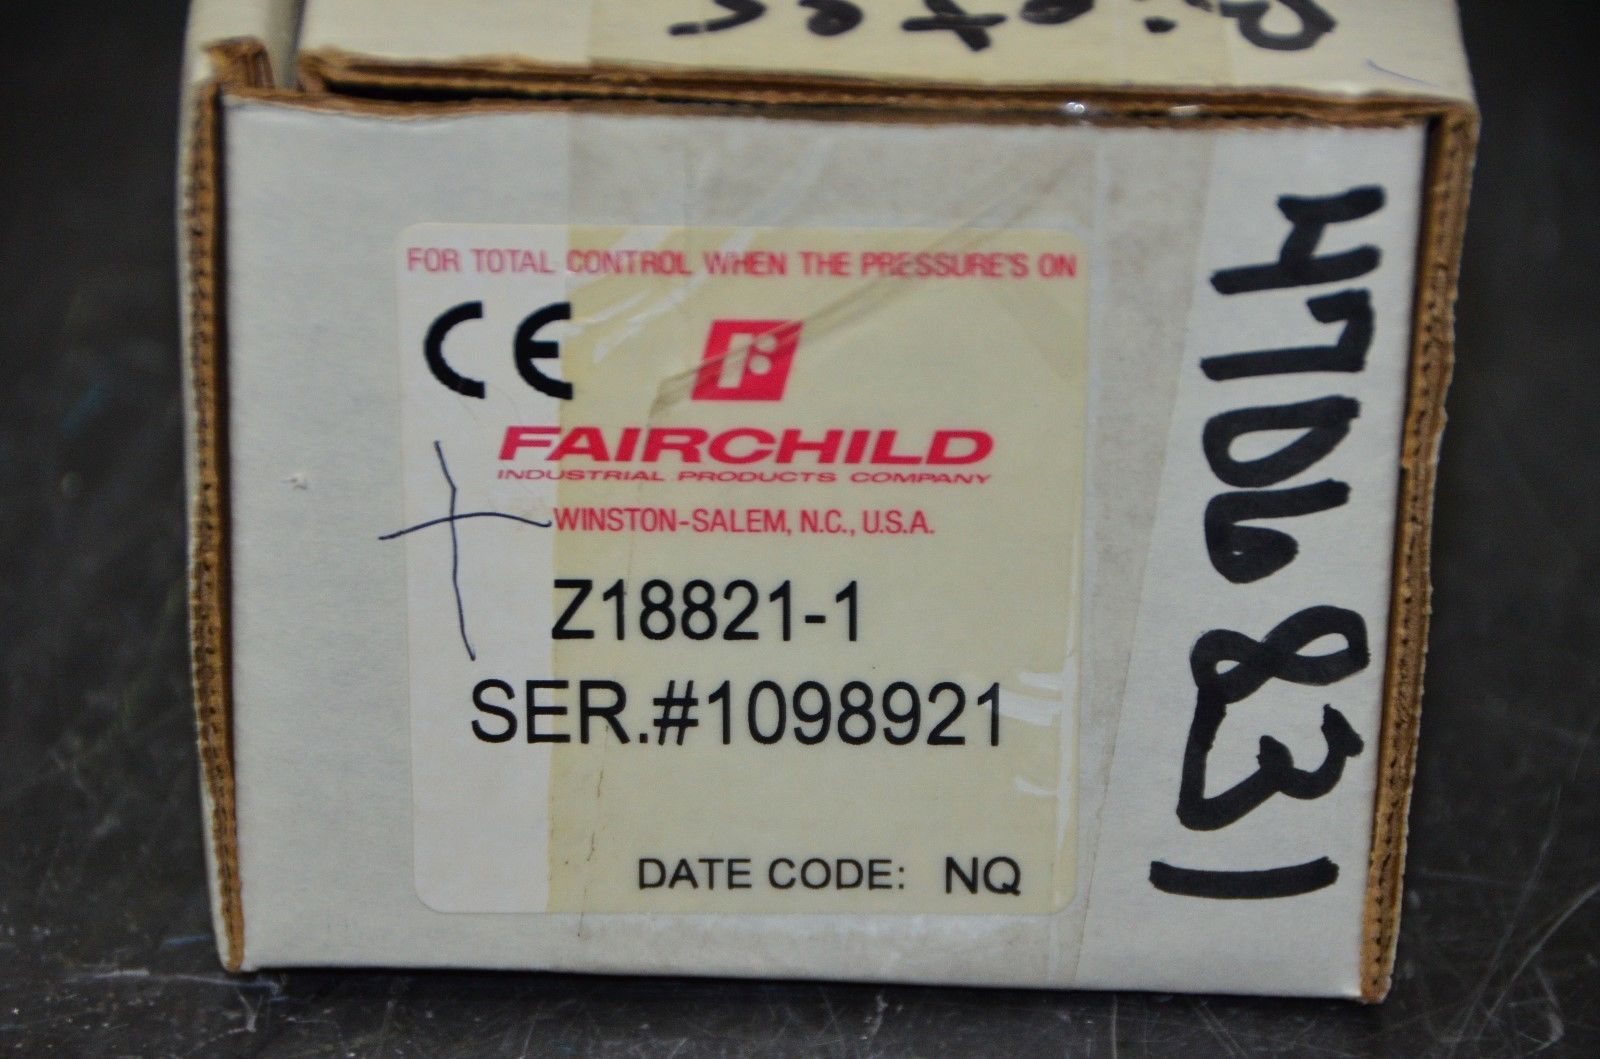 FOR TOTAL CONTROL WHEN THE PRESSURE'S ON
CE
FAIRCHILD
INDUSTRIAL PRODUCTS COMPANY
WINSTON-SALEM, N.C., U.S.A.
Z18821-1
SER.#1098921
DATE CODE: NQ
4706831